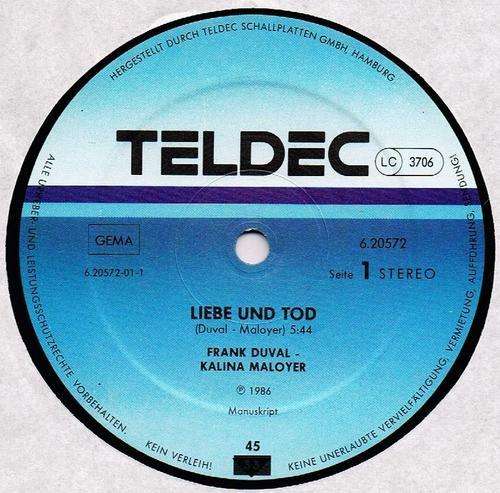 HERGESTELLT DURCH TELDEC SCHALLPLATTEN GMBH, HAMBURG
TELDEC
LC 3706
GEMA
6.20572
6.20572-01-1
Seite 1 STEREO
LIEBE UND TOD
(Duval - Maloyer) 5:44
FRANK DUVAL -
KALINA MALOYER
℗ 1986
Manuskript
45
33
ALLE URHEBER- UND LEISTUNGSSCHUTZRECHTE VORBEHALTEN.
KEIN VERLEIH!
KEINE UNERLAUBTE VERVIELFÄLTIGUNG, VERMIETUNG, AUFFÜHRUNG, SENDUNG!